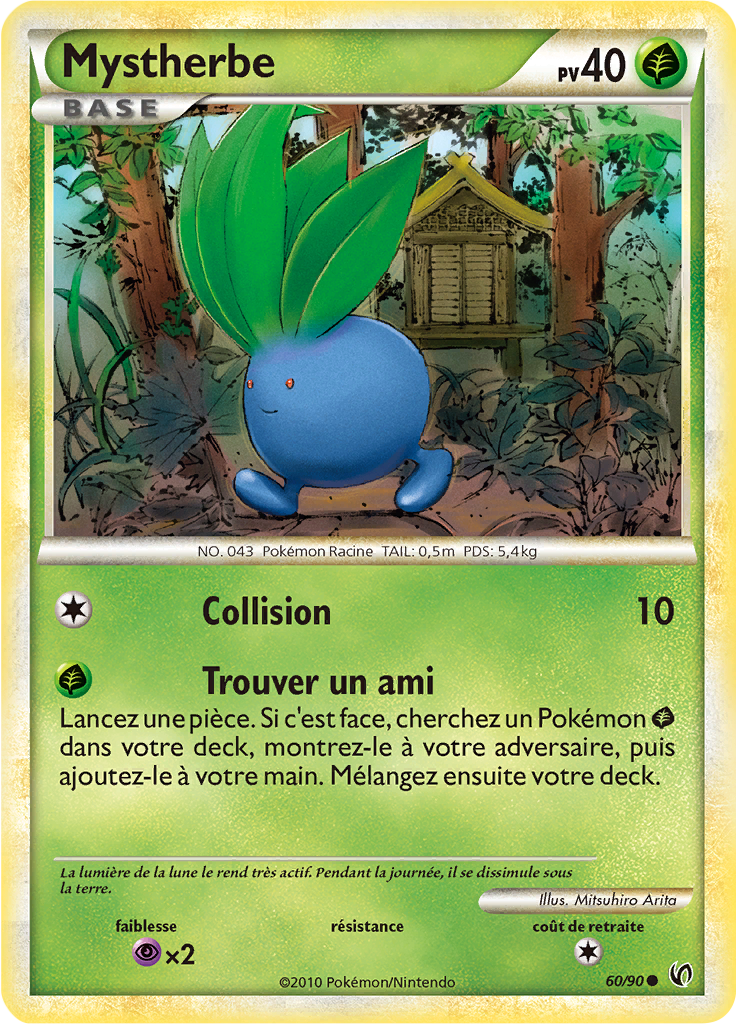 Mystherbe
PV 40
BASE
NO. 043 Pokémon Racine TAIL: 0,5m PDS: 5,4kg
Collision 10
Trouver un ami
Lancez une pièce. Si c'est face, cherchez un Pokémon
dans votre deck, montrez-le à votre adversaire, puis
ajoutez-le à votre main. Mélangez ensuite votre deck.
La lumière de la lune le rend très actif. Pendant la journée, il se dissimule sous
la terre.
Illus. Mitsuhiro Arita
faiblesse résistance coût de retraite
×2
©2010 Pokémon/Nintendo 60/90